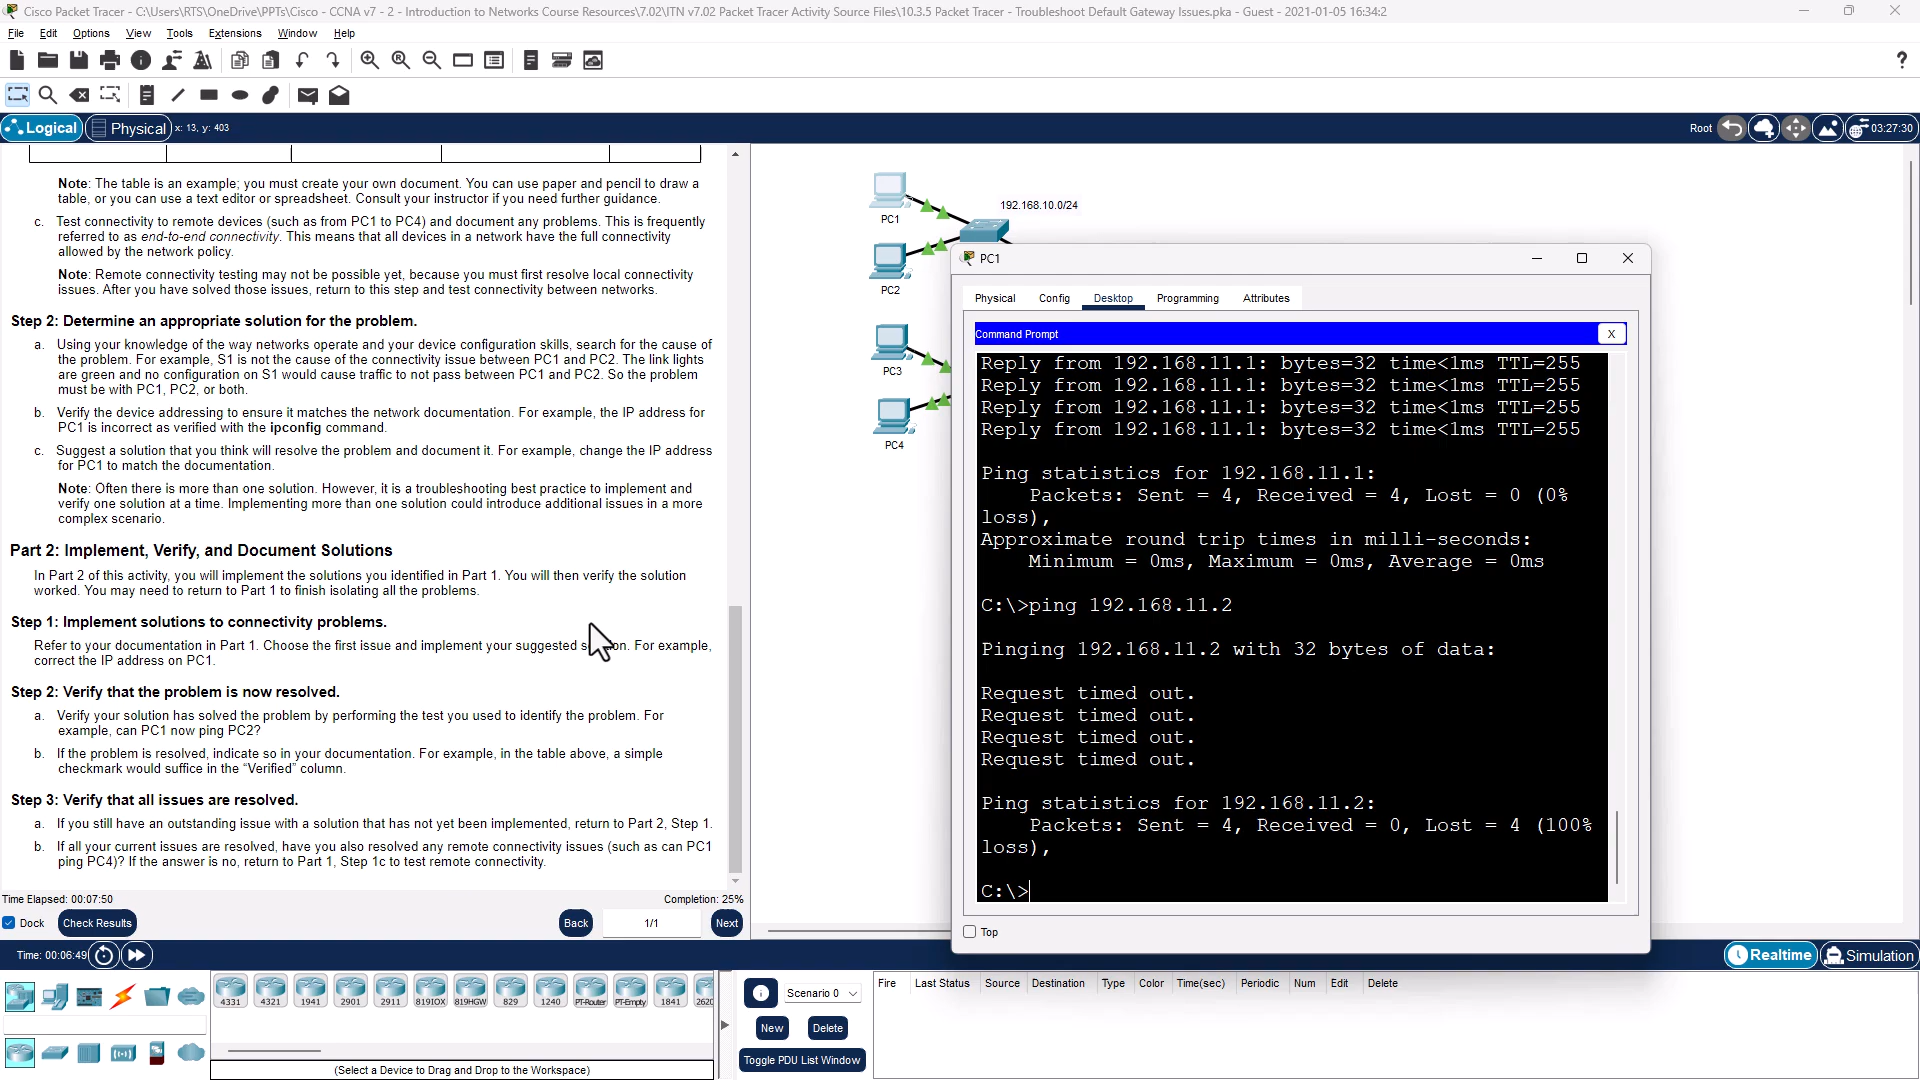 Cisco Packet Tracer - C:\Users\RTS\OneDrive\PPTs\Cisco - CCNA v7 - 2 - Introduction to Networks Course Resources\7.02\ITN v7.02 Packet Tracer Activity Source Files\10.3.5 Packet Tracer - Troubleshoot Default Gateway Issues.pka - Guest - 2021-01-05 16:34:2
File Edit Options View Tools Extensions Window Help
Logical Physical x: 13, y: 403 Root 03:27:30
Note: The table is an example; you must create your own document. You can use paper and pencil to draw a
table, or you can use a text editor or spreadsheet. Consult your instructor if you need further guidance.
c. Test connectivity to remote devices (such as from PC1 to PC4) and document any problems. This is frequently
referred to as end-to-end connectivity. This means that all devices in a network have the full connectivity
allowed by the network policy.
Note: Remote connectivity testing may not be possible yet, because you must first resolve local connectivity
issues. After you have solved those issues, return to this step and test connectivity between networks.
Step 2: Determine an appropriate solution for the problem.
a. Using your knowledge of the way networks operate and your device configuration skills, search for the cause of
the problem. For example, S1 is not the cause of the connectivity issue between PC1 and PC2. The link lights
are green and no configuration on S1 would cause traffic to not pass between PC1 and PC2. So the problem
must be with PC1, PC2, or both.
b. Verify the device addressing to ensure it matches the network documentation. For example, the IP address for
PC1 is incorrect as verified with the ipconfig command.
c. Suggest a solution that you think will resolve the problem and document it. For example, change the IP address
for PC1 to match the documentation.
Note: Often there is more than one solution. However, it is a troubleshooting best practice to implement and
verify one solution at a time. Implementing more than one solution could introduce additional issues in a more
complex scenario.
Part 2: Implement, Verify, and Document Solutions
In Part 2 of this activity, you will implement the solutions you identified in Part 1. You will then verify the solution
worked. You may need to return to Part 1 to finish isolating all the problems.
Step 1: Implement solutions to connectivity problems.
Refer to your documentation in Part 1. Choose the first issue and implement your suggested For example,
correct the IP address on PC1.
Step 2: Verify that the problem is now resolved.
a. Verify your solution has solved the problem by performing the test you used to identify the problem. For
example, can PC1 now ping PC2?
b. If the problem is resolved, indicate so in your documentation. For example, in the table above, a simple
checkmark would suffice in the “Verified” column.
Step 3: Verify that all issues are resolved.
a. If you still have an outstanding issue with a solution that has not yet been implemented, return to Part 2, Step 1.
b. If all your current issues are resolved, have you also resolved any remote connectivity issues (such as can PC1
ping PC4)? If the answer is no, return to Part 1, Step 1c to test remote connectivity.
Time Elapsed: 00:07:50 Completion: 25%
Dock Check Results Back 1/1 Next
PC1
192.168.10.0/24
PC2
PC3
PC4
PC1
Physical Config Desktop Programming Attributes
Command Prompt X
Reply from 192.168.11.1: bytes=32 time<1ms TTL=255
Reply from 192.168.11.1: bytes=32 time<1ms TTL=255
Reply from 192.168.11.1: bytes=32 time<1ms TTL=255
Reply from 192.168.11.1: bytes=32 time<1ms TTL=255
Ping statistics for 192.168.11.1:
Packets: Sent = 4, Received = 4, Lost = 0 (0%
loss),
Approximate round trip times in milli-seconds:
Minimum = 0ms, Maximum = 0ms, Average = 0ms
C:\>ping 192.168.11.2
Pinging 192.168.11.2 with 32 bytes of data:
Request timed out.
Request timed out.
Request timed out.
Request timed out.
Ping statistics for 192.168.11.2:
Packets: Sent = 4, Received = 0, Lost = 4 (100%
loss),
C:\>
Top
Time: 00:06:49 Realtime Simulation
4331 4321 1941 2901 2911 819IOX 819HGW 829 1240 PT-Router PT-Empty 1841 2620
(Select a Device to Drag and Drop to the Workspace)
Scenario 0
New Delete
Toggle PDU List Window
Fire Last Status Source Destination Type Color Time(sec) Periodic Num Edit Delete